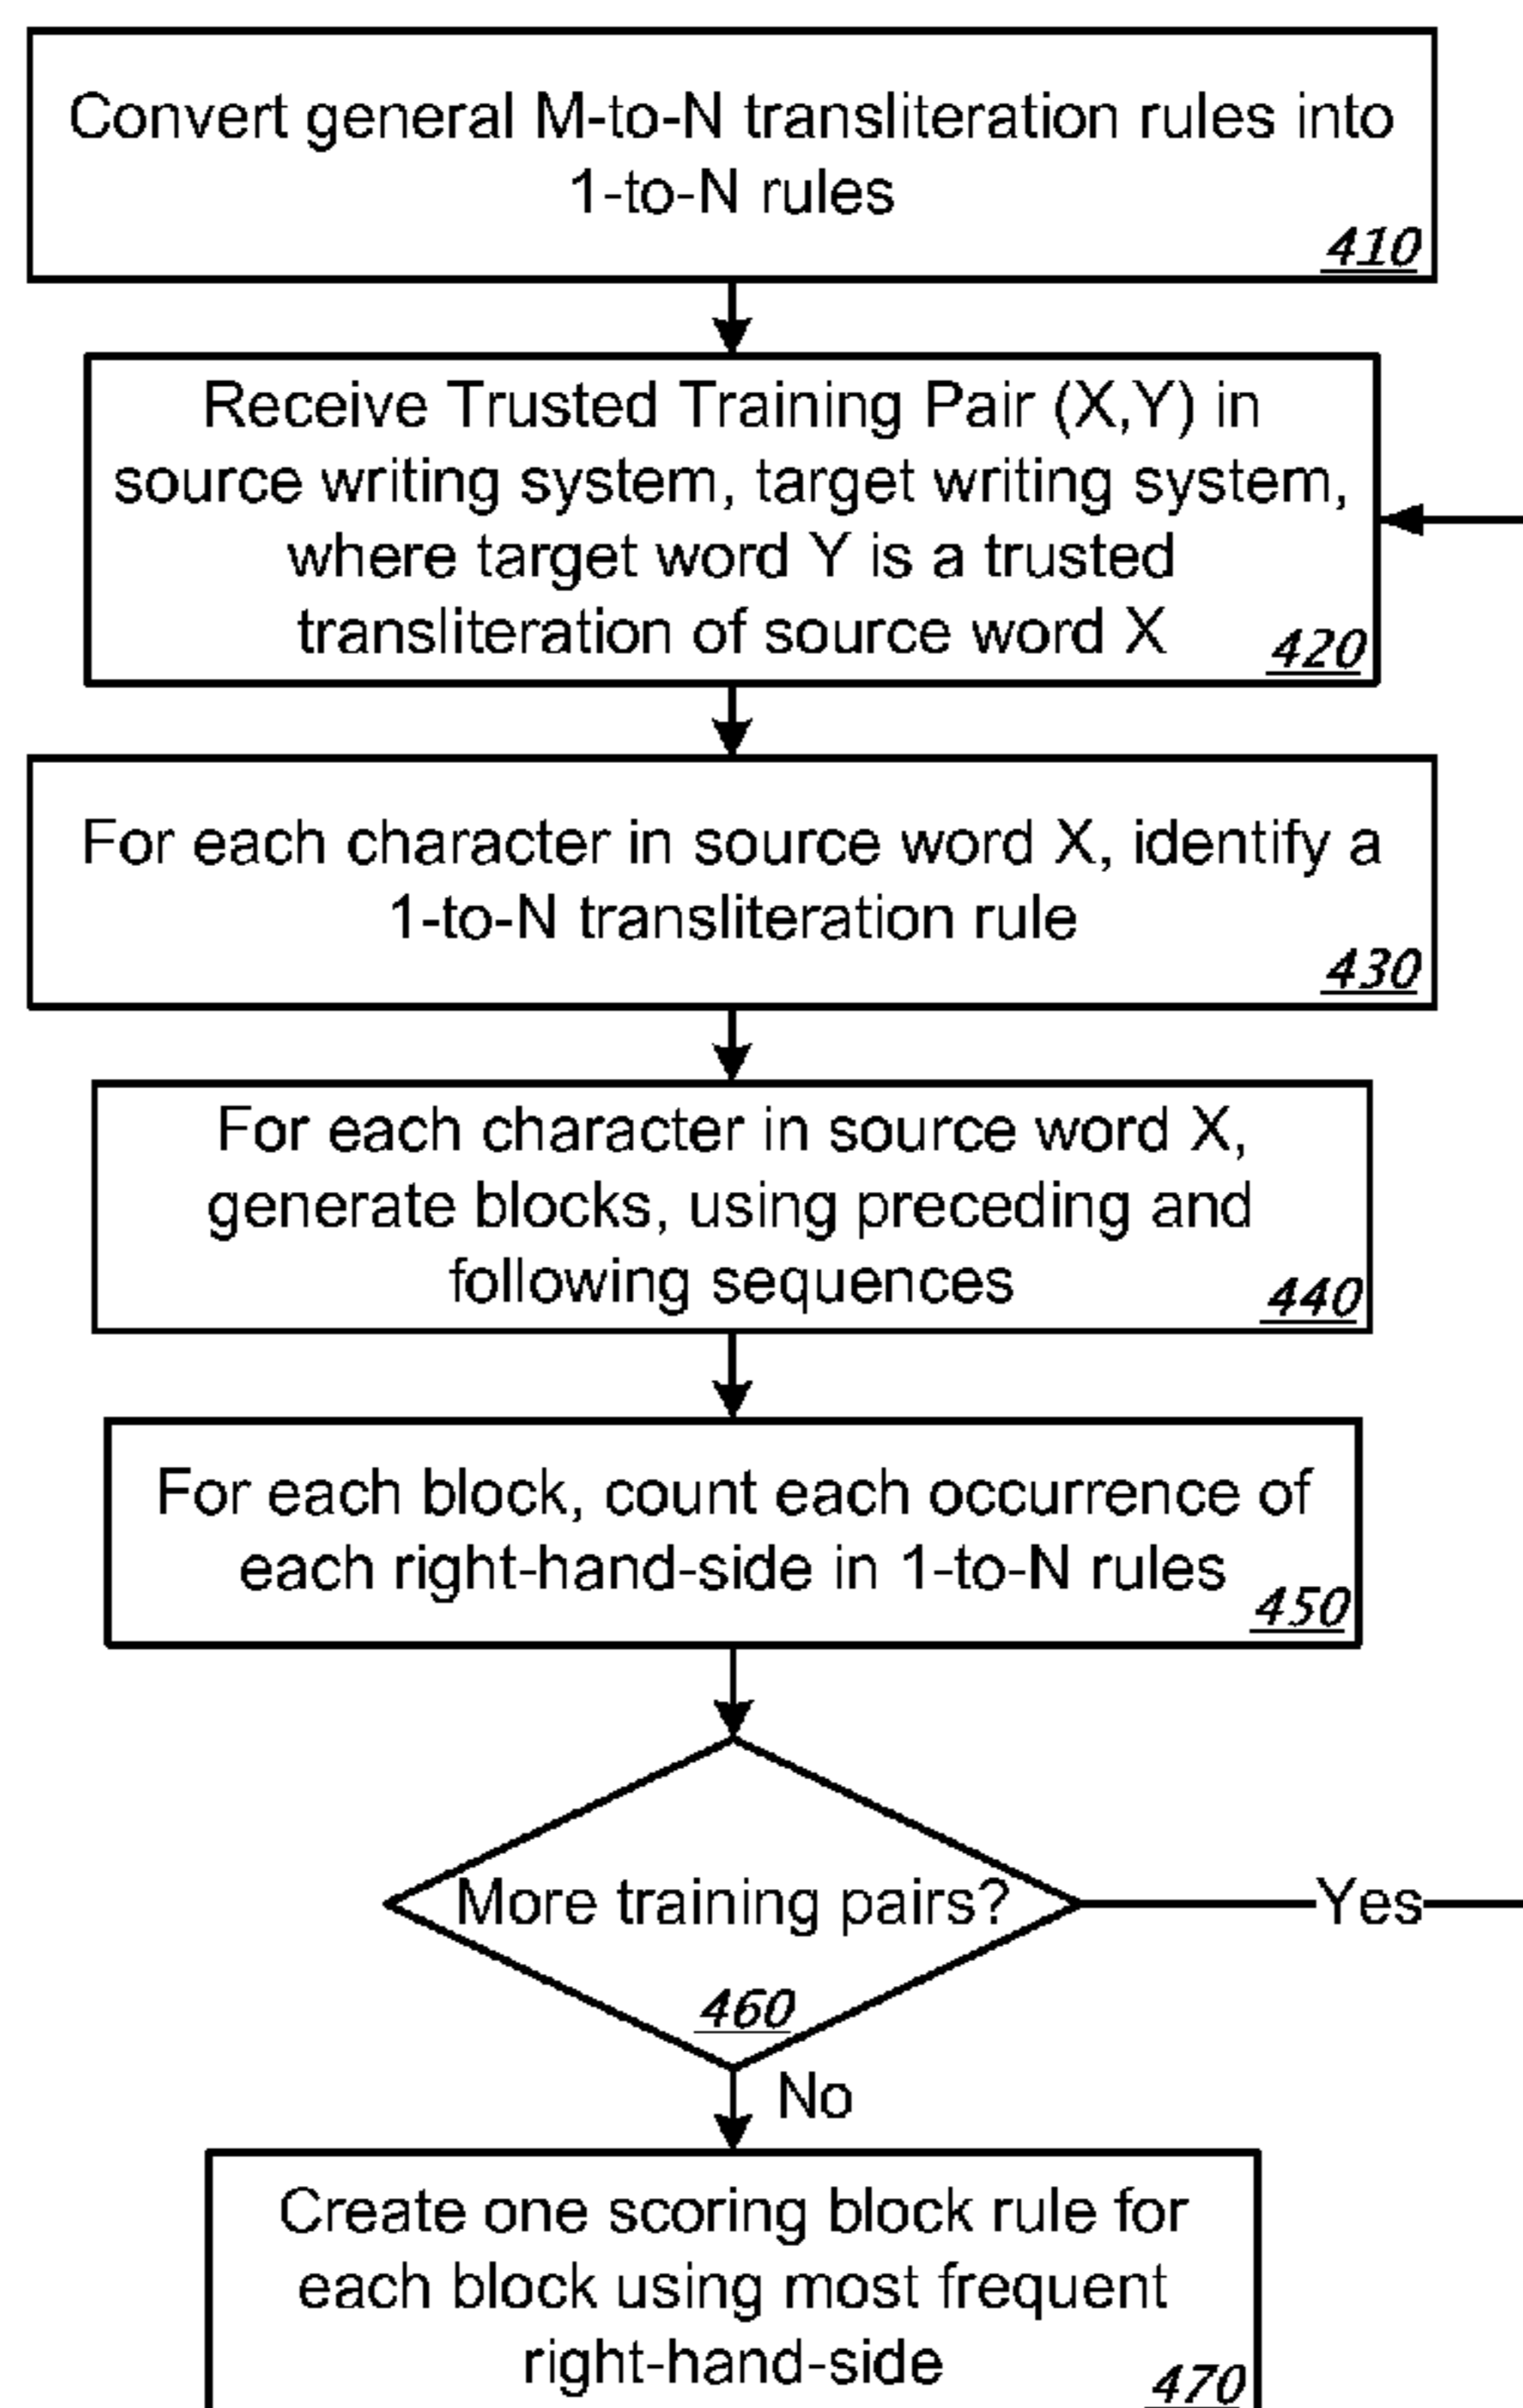 Convert general M-to-N transliteration rules into
1-to-N rules
410
Receive Trusted Training Pair (X,Y) in
source writing system, target writing system,
where target word Y is a trusted
transliteration of source word X
420
For each character in source word X, identify a
1-to-N transliteration rule
430
For each character in source word X,
generate blocks, using preceding and
following sequences
440
For each block, count each occurrence of
each right-hand-side in 1-to-N rules
450
More training pairs?
Yes
460
No
Create one scoring block rule for
each block using most frequent
right-hand-side
470